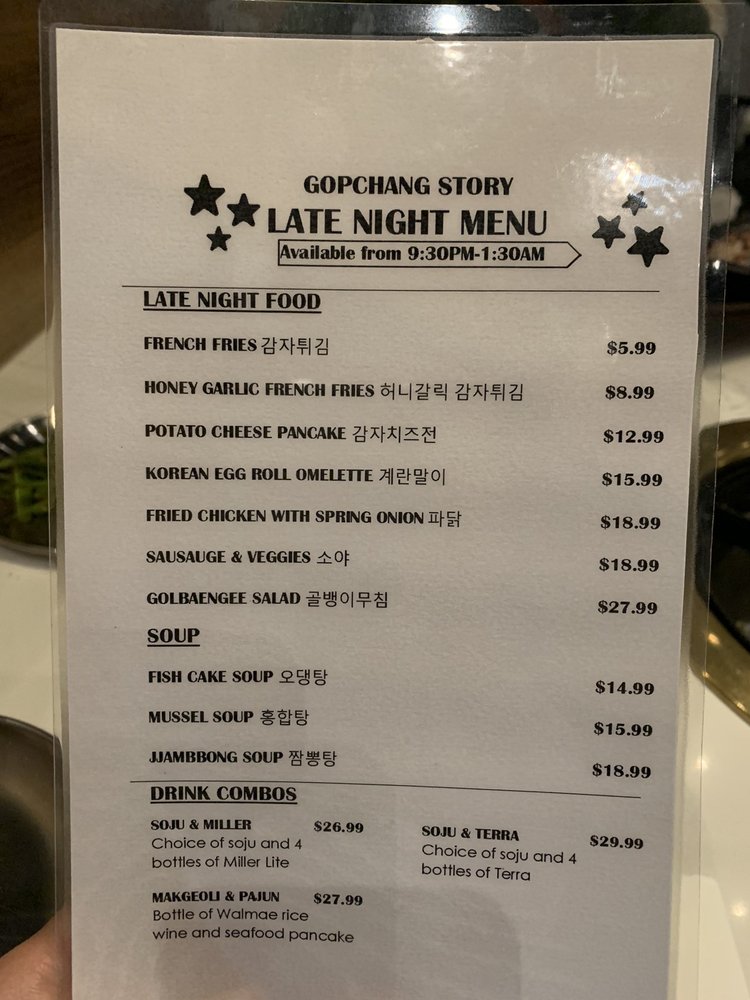 GOPCHANG STORY
LATE NIGHT MENU
Available from 9:30PM-1:30AM
LATE NIGHT FOOD
FRENCH FRIES 감자튀김 $5.99
HONEY GARLIC FRENCH FRIES 허니갈릭 감자튀김 $8.99
POTATO CHEESE PANCAKE 감자치즈전 $12.99
KOREAN EGG ROLL OMELETTE 계란말이 $15.99
FRIED CHICKEN WITH SPRING ONION 파닭 $18.99
SAUSAUGE & VEGGIES 소야 $18.99
GOLBAENGEE SALAD 골뱅이무침 $27.99
SOUP
FISH CAKE SOUP 오댕탕 $14.99
MUSSEL SOUP 홍합탕 $15.99
JJAMBBONG SOUP 짬뽕탕 $18.99
DRINK COMBOS
SOJU & MILLER $26.99
Choice of soju and 4
bottles of Miller Lite
SOJU & TERRA $29.99
Choice of soju and 4
bottles of Terra
MAKGEOLI & PAJUN $27.99
Bottle of Walmae rice
wine and seafood pancake